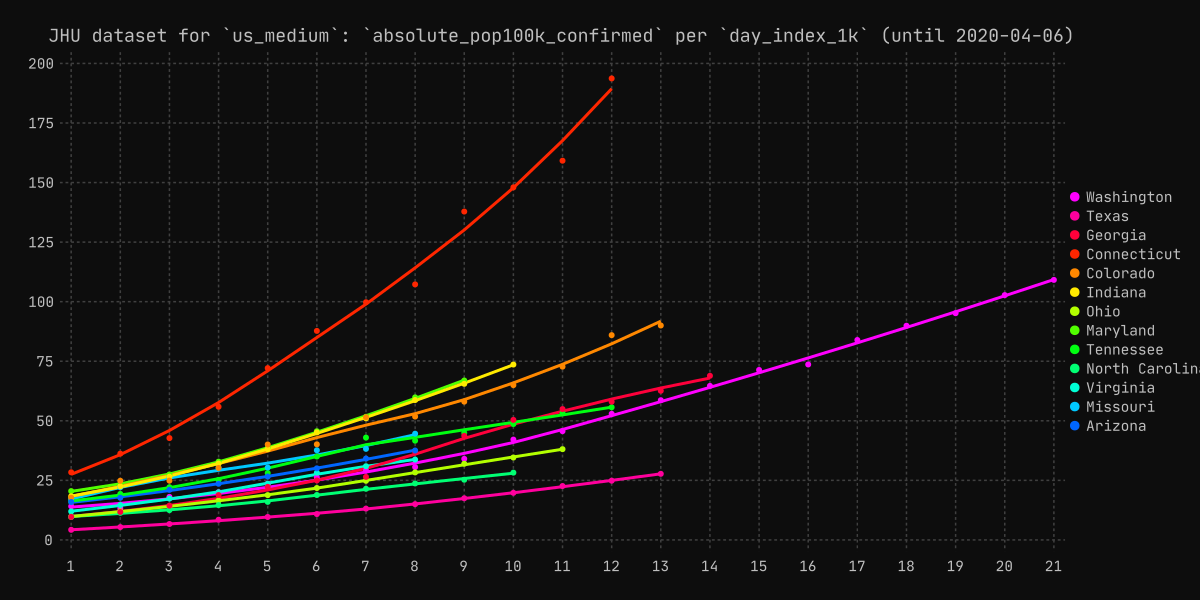 JHU dataset for `us_medium`: `absolute_pop100k_confirmed` per `day_index_1k` (until 2020-04-06)
200
175
150
125
100
75
50
25
0
1 2 3 4 5 6 7 8 9 10 11 12 13 14 15 16 17 18 19 20 21
Washington
Texas
Georgia
Connecticut
Colorado
Indiana
Ohio
Maryland
Tennessee
North Carolina
Virginia
Missouri
Arizona